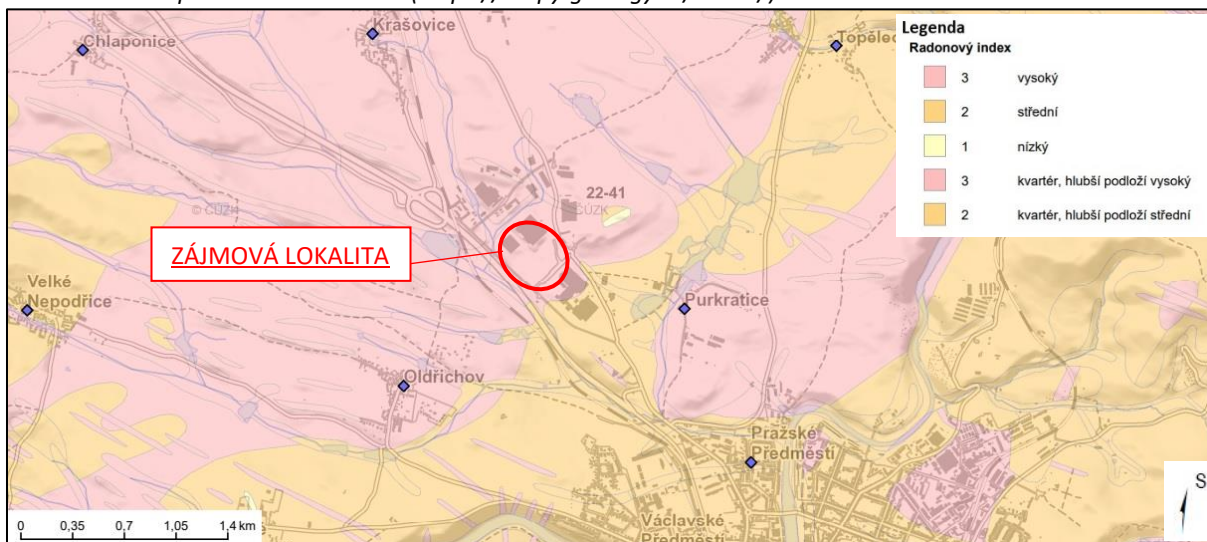 Chlaponice
Krašovice
Topělec
22-41
© ČÚZK
ČÚZK
ZÁJMOVÁ LOKALITA
Velké
Nepodřice
Purkratice
Oldřichov
Pražské
Předměstí
Václavské
Předměstí
0 0,35 0,7 1,05 1,4 km
S
Legenda
Radonový index
3 vysoký
2 střední
1 nízký
3 kvartér, hlubší podloží vysoký
2 kvartér, hlubší podloží střední